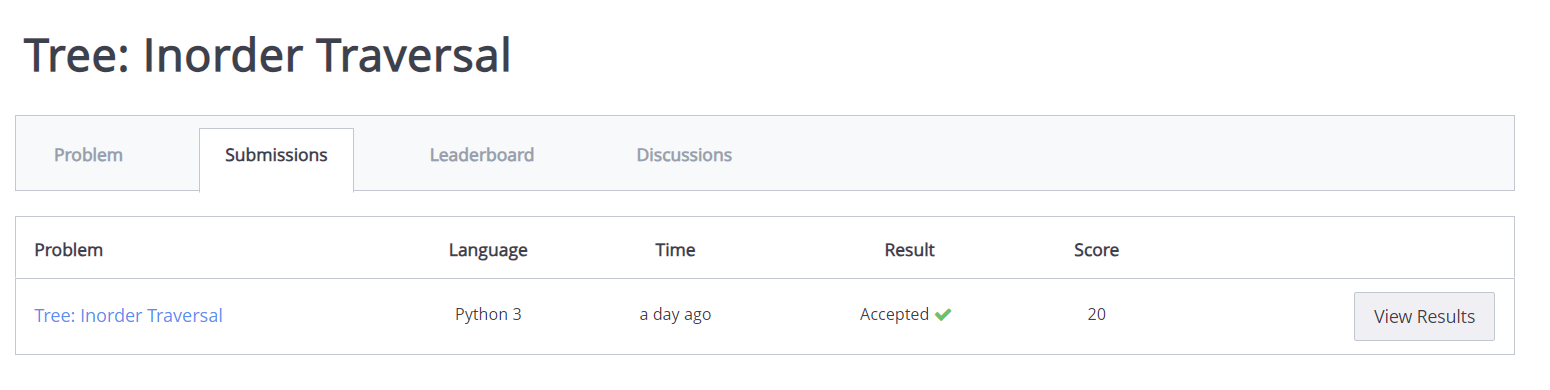 Tree: Inorder Traversal
Problem Submissions Leaderboard Discussions
Problem Language Time Result Score
Tree: Inorder Traversal Python 3 a day ago Accepted 20 View Results